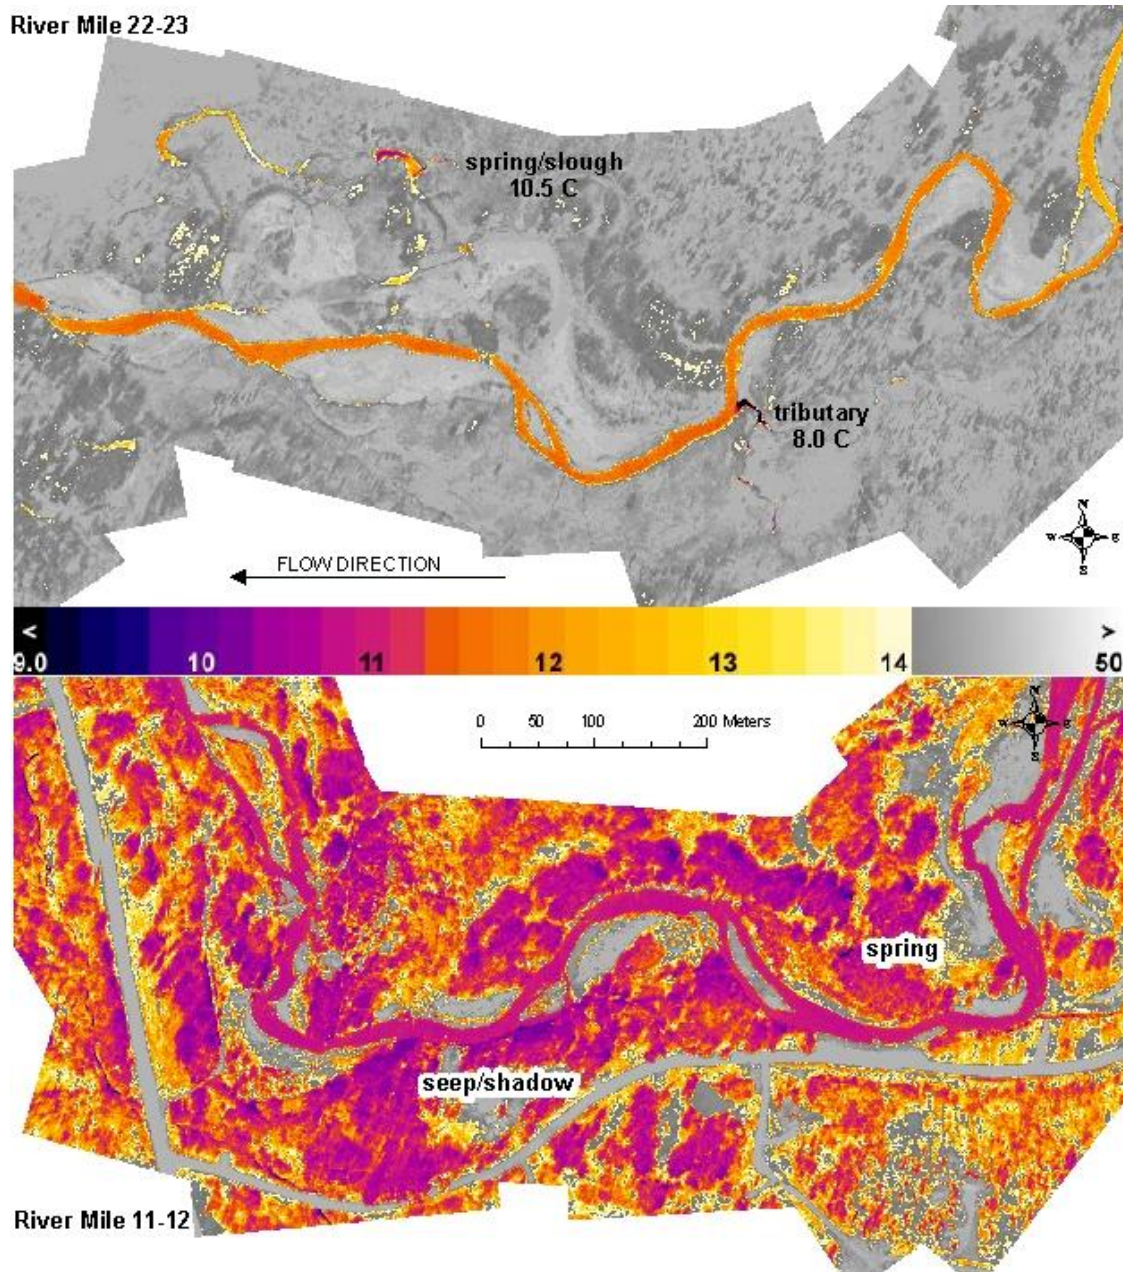 River Mile 22-23
spring/slough
10.5 C
tributary
8.0 C
N
W E
S
FLOW DIRECTION
< >
9.0 10 11 12 13 14 50
0 50 100 200 Meters
N
W E
S
spring
seep/shadow
River Mile 11-12